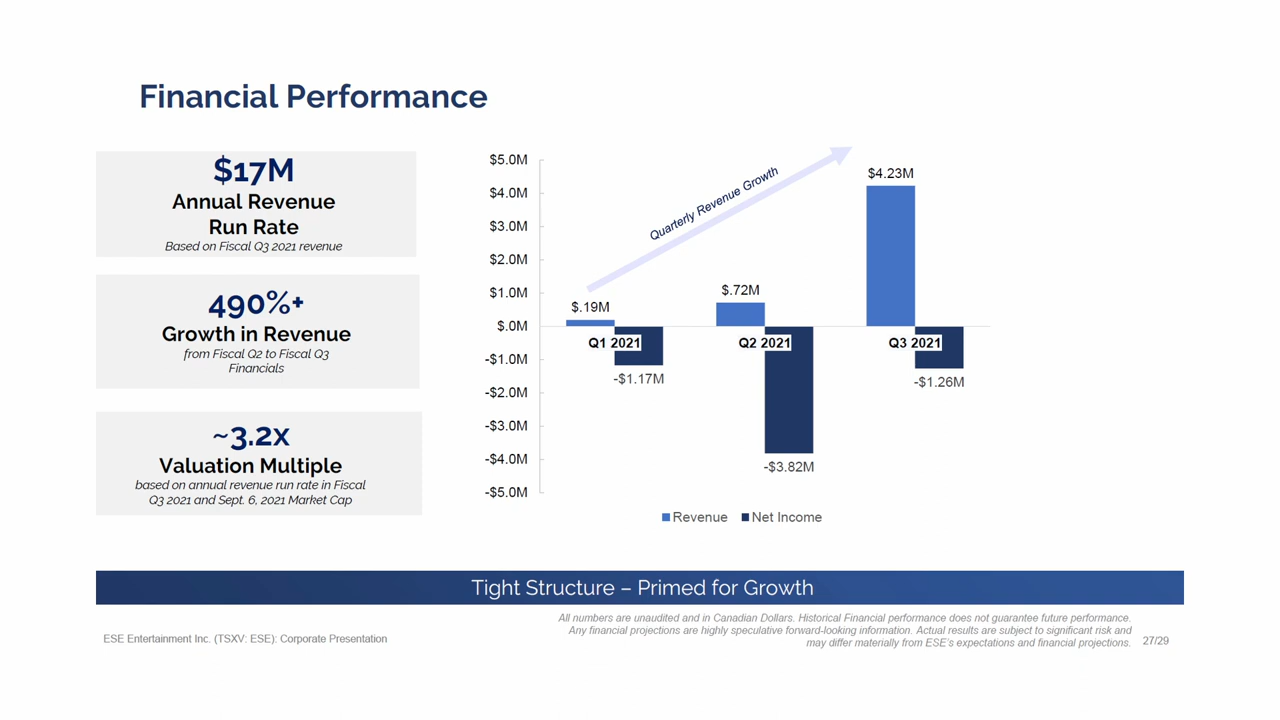 Financial Performance
$17M
Annual Revenue
Run Rate
Based on Fiscal Q3 2021 revenue
490%+
Growth in Revenue
from Fiscal Q2 to Fiscal Q3
Financials
~3.2x
Valuation Multiple
based on annual revenue run rate in Fiscal
Q3 2021 and Sept. 6, 2021 Market Cap
$5.0M
$4.0M
$3.0M
$2.0M
$1.0M
$.0M
-$1.0M
-$2.0M
-$3.0M
-$4.0M
-$5.0M
Quarterly Revenue Growth
$.19M
$.72M
$4.23M
Q1 2021
Q2 2021
Q3 2021
-$1.17M
-$3.82M
-$1.26M
Revenue
Net Income
Tight Structure – Primed for Growth
ESE Entertainment Inc. (TSXV: ESE): Corporate Presentation
All numbers are unaudited and in Canadian Dollars. Historical Financial performance does not guarantee future performance.
Any financial projections are highly speculative forward-looking information. Actual results are subject to significant risk and
may differ materially from ESE's expectations and financial projections.
27/29